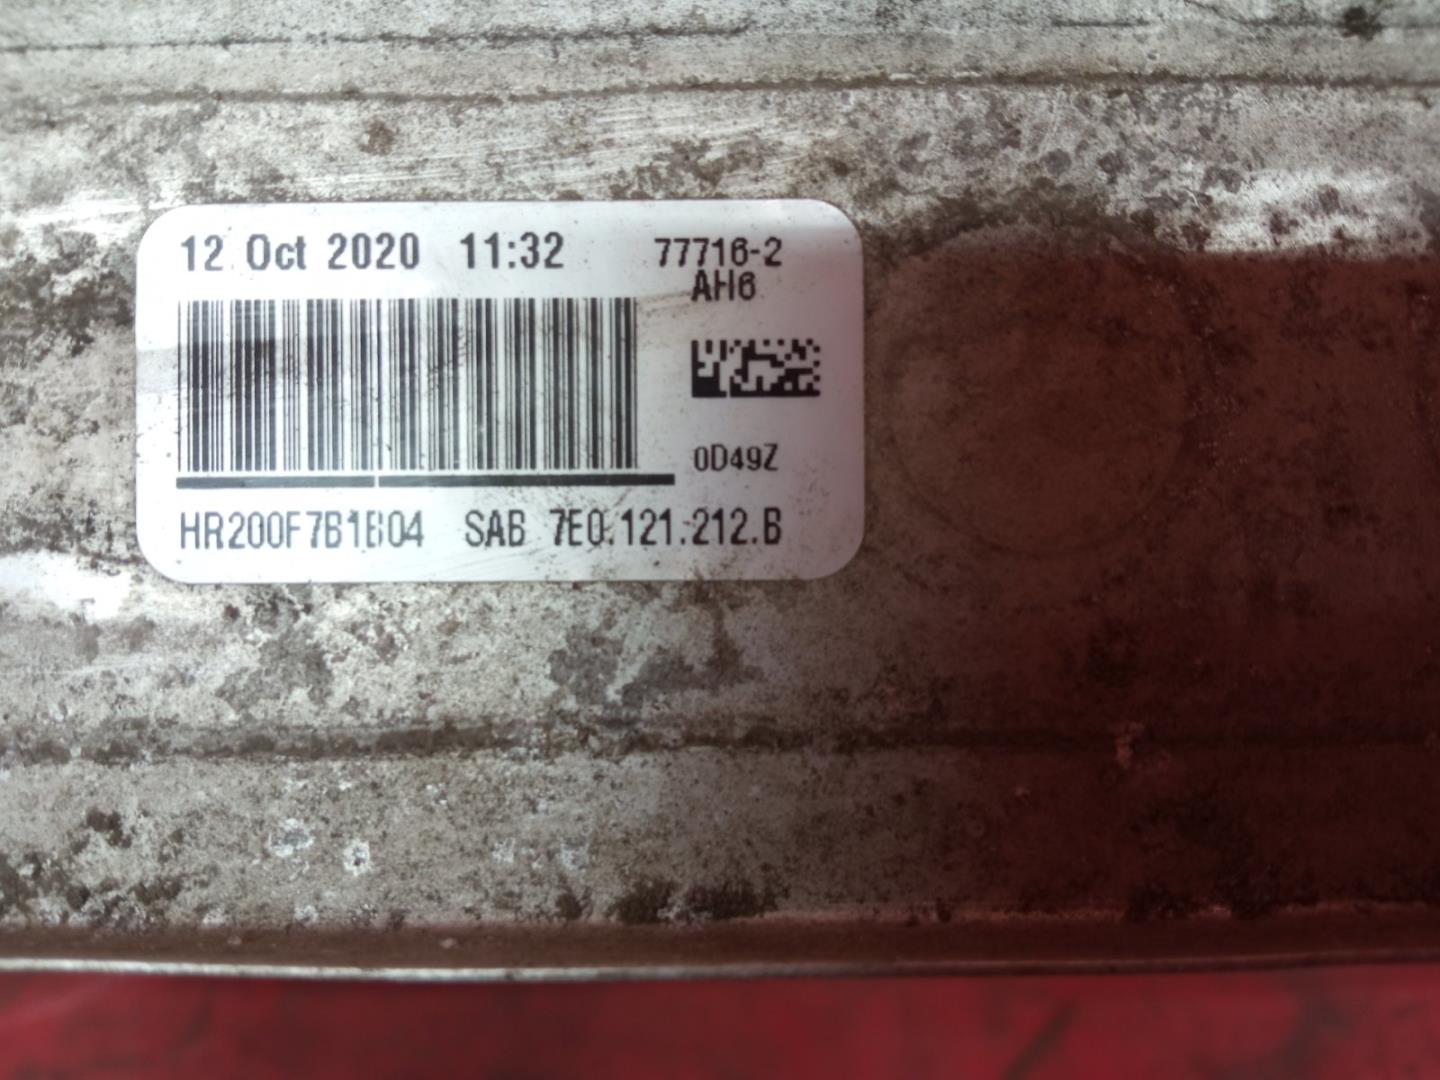 12 Oct 2020 11:32 77716-2
AH6
0D49Z
HR200F7B1B04 SAB 7E0.121.212.B